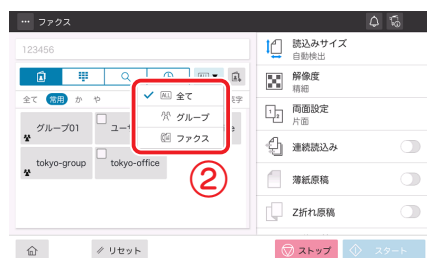 ファクス
123456
ALL
全て 常用 か や
英字
ALL 全て
グループ
ファクス
②
グループ01
ユー
e
tokyo-group
tokyo-office
読込みサイズ
自動検出
解像度
精細
両面設定
片面
連続読込み
薄紙原稿
Z折れ原稿
リセット
ストップ
スタート